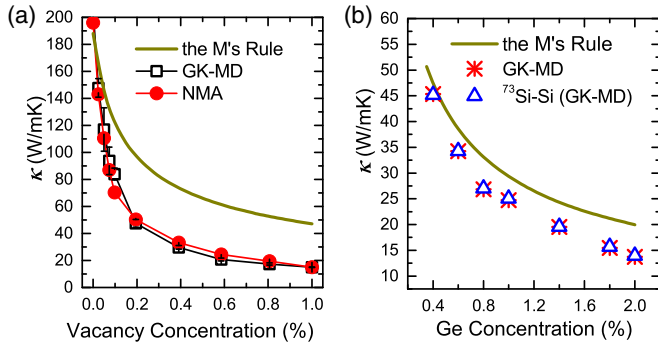 (a)
200
180
160
140
120
100
80
60
40
20
0
κ (W/mK)
the M's Rule
GK-MD
NMA
0.0 0.2 0.4 0.6 0.8 1.0
Vacancy Concentration (%)
(b)
60
55
50
45
40
35
30
25
20
15
10
κ (W/mK)
the M's Rule
GK-MD
⁷³Si-Si (GK-MD)
0.4 0.8 1.2 1.6 2.0
Ge Concentration (%)